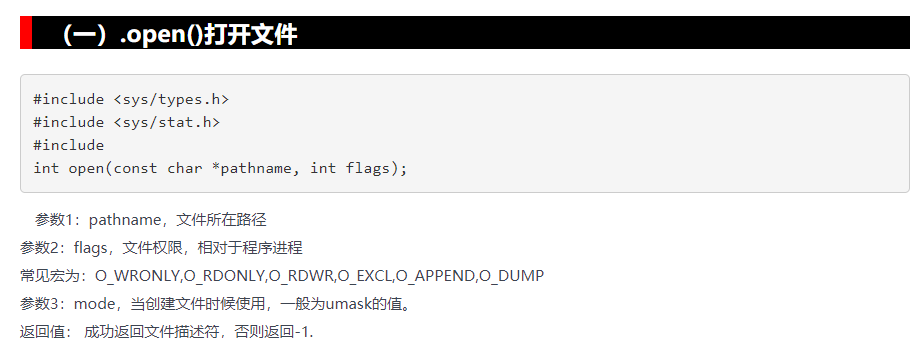 （一）.open()打开文件
#include <sys/types.h>
#include <sys/stat.h>
#include
int open(const char *pathname, int flags);
参数1：pathname，文件所在路径
参数2：flags，文件权限，相对于程序进程
常见宏为：O_WRONLY,O_RDONLY,O_RDWR,O_EXCL,O_APPEND,O_DUMP
参数3：mode，当创建文件时候使用，一般为umask的值。
返回值： 成功返回文件描述符，否则返回-1.